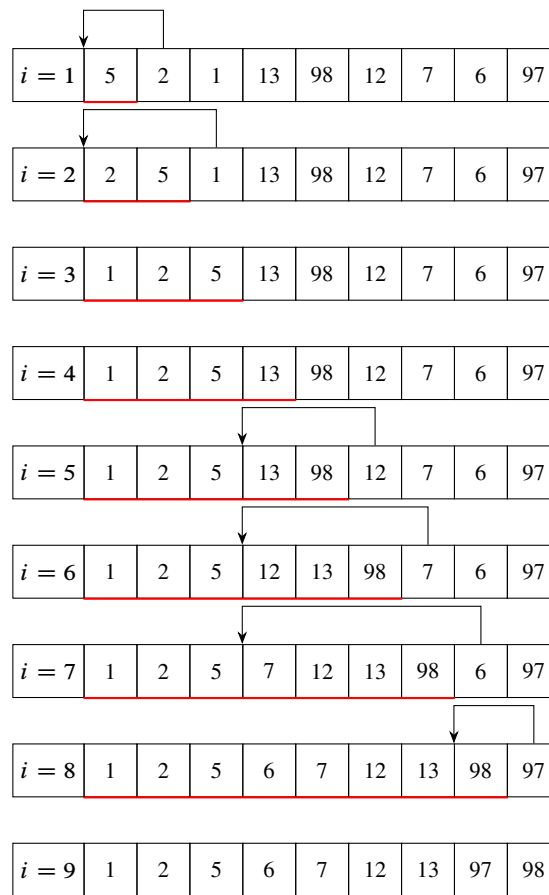 i = 1 5 2 1 13 98 12 7 6 97
i = 2 2 5 1 13 98 12 7 6 97
i = 3 1 2 5 13 98 12 7 6 97
i = 4 1 2 5 13 98 12 7 6 97
i = 5 1 2 5 13 98 12 7 6 97
i = 6 1 2 5 12 13 98 7 6 97
i = 7 1 2 5 7 12 13 98 6 97
i = 8 1 2 5 6 7 12 13 98 97
i = 9 1 2 5 6 7 12 13 97 98